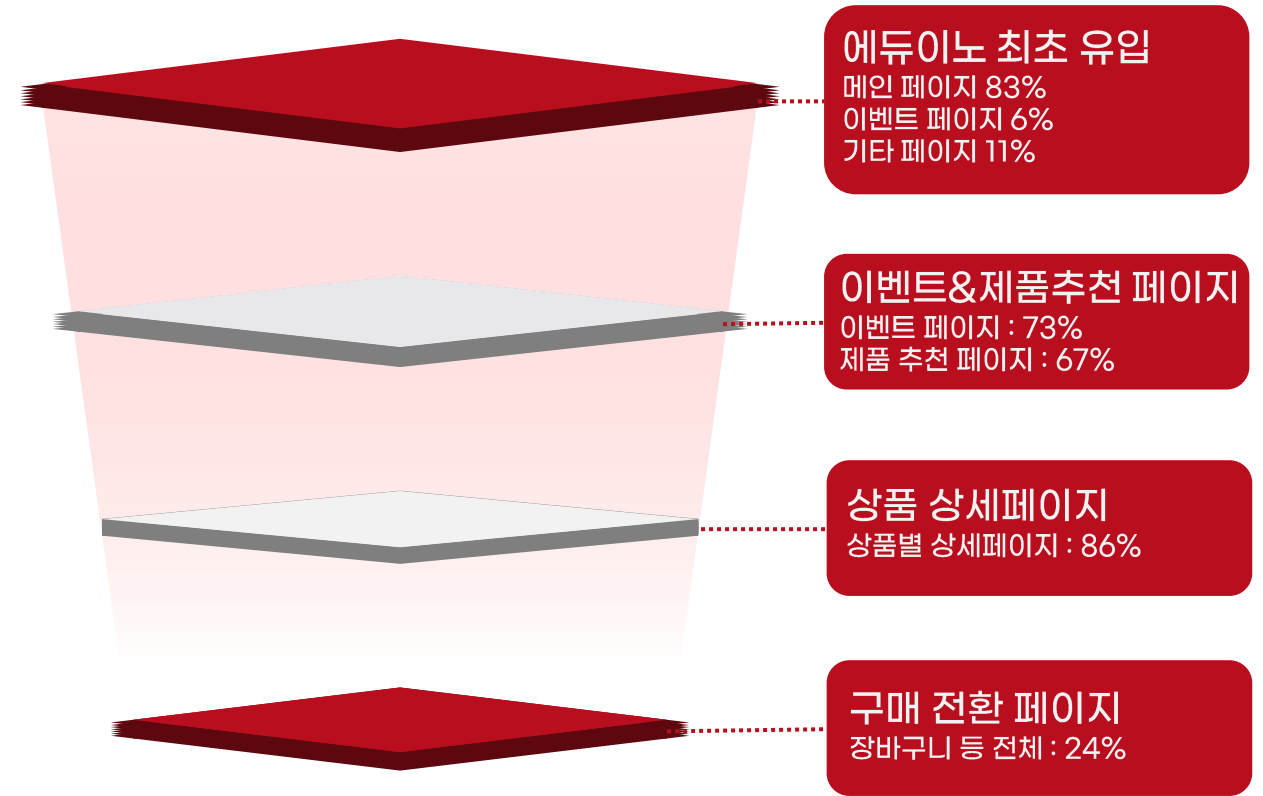 에듀이노 최초 유입
메인 페이지 83%
이벤트 페이지 6%
기타 페이지 11%
이벤트&제품추천 페이지
이벤트 페이지 : 73%
제품 추천 페이지 : 67%
상품 상세페이지
상품별 상세페이지 : 86%
구매 전환 페이지
장바구니 등 전체 : 24%